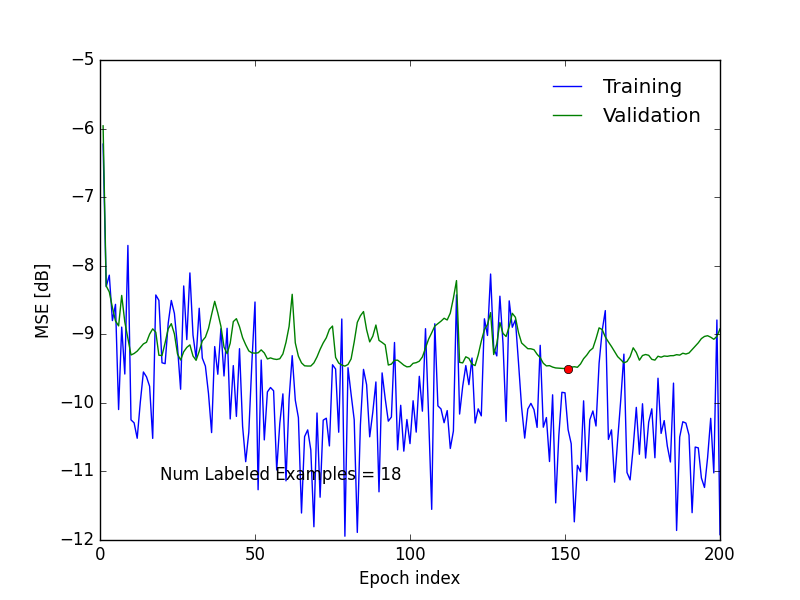 −5
−6
−7
−8
−9
−10
−11
−12
0
50
100
150
200
MSE [dB]
Epoch index
Training
Validation
Num Labeled Examples = 18